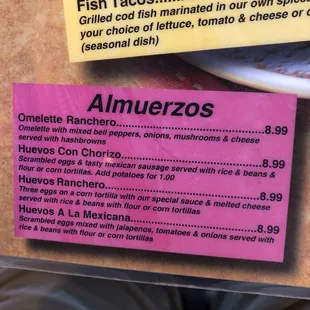 Fish Tacos......
Grilled cod fish marinated in our own spice
your choice of lettuce, tomato & cheese or c
(seasonal dish)
Almuerzos
Omelette Ranchero..........................................8.99
Omelette with mixed bell peppers, onions, mushrooms & cheese
served with hashbrowns
Huevos Con Chorizo........................................8.99
Scrambled eggs & tasty mexican sausage served with rice & beans &
flour or corn tortillas. Add potatoes for 1.00
Huevos Ranchero............................................8.99
Three eggs on a corn tortilla with our special sauce & melted cheese
served with rice & beans with flour or corn tortillas
Huevos A La Mexicana....................................8.99
Scrambled eggs mixed with jalapenos, tomatoes & onions served with
rice & beans with flour or corn tortillas